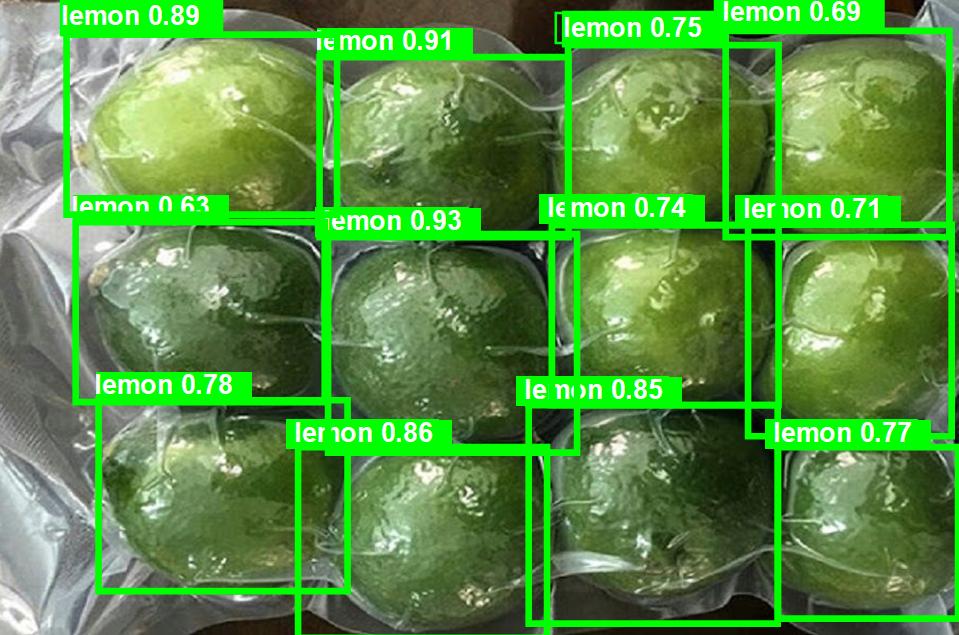 lemon 0.89
lemon 0.91
lemon 0.75
lemon 0.69
lemon 0.63
lemon 0.93
lemon 0.74
lemon 0.71
lemon 0.78
lemon 0.86
lemon 0.85
lemon 0.77